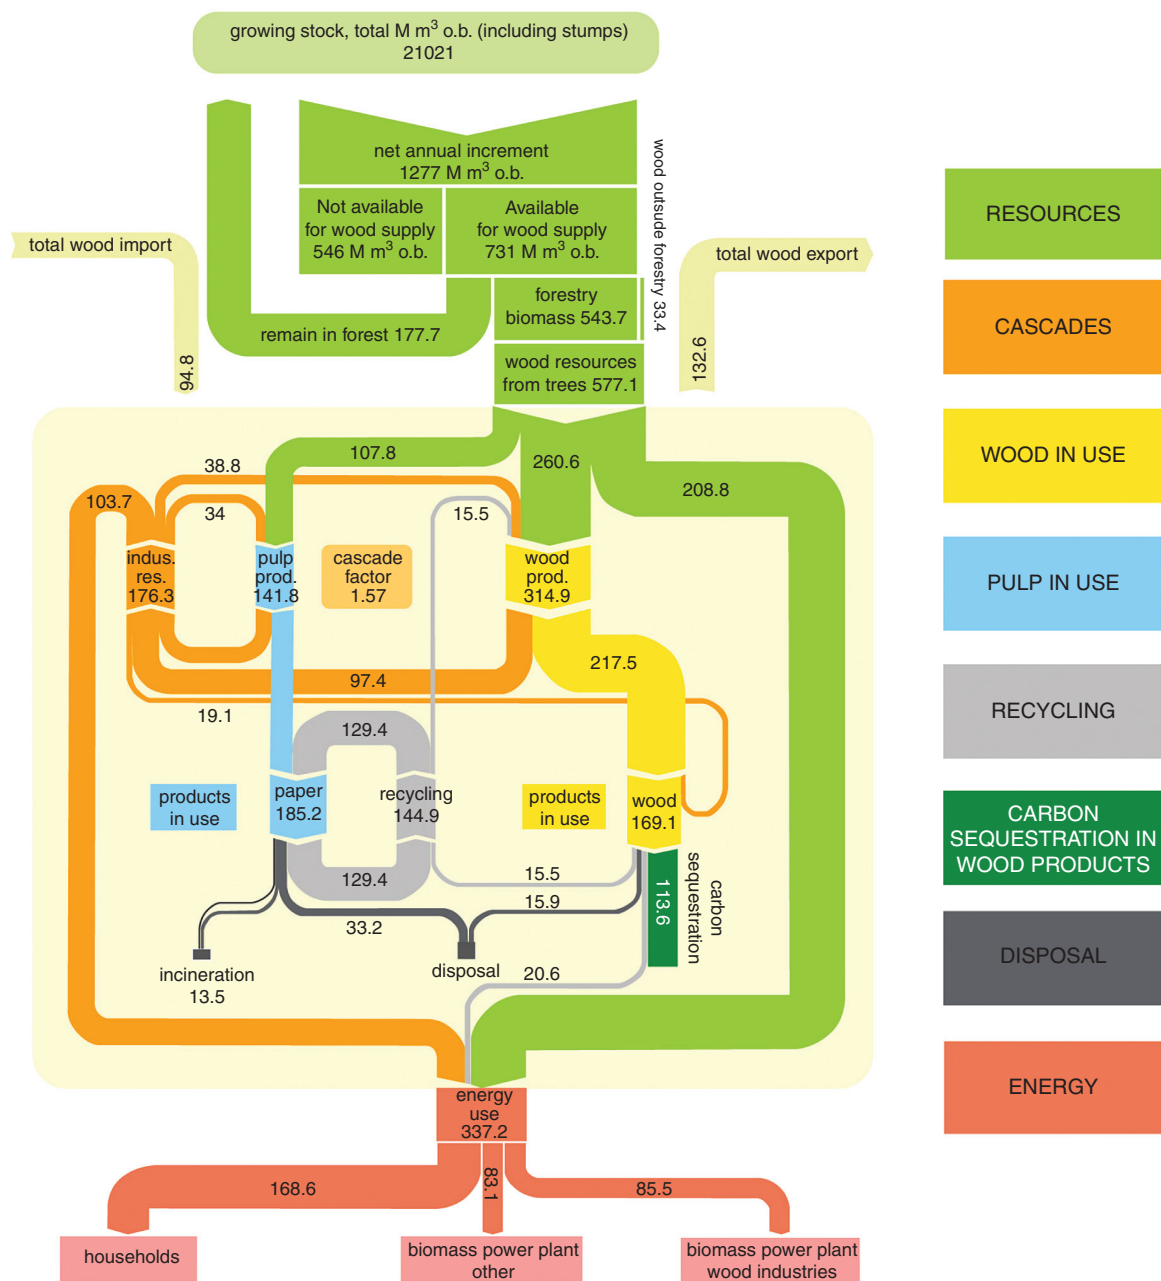 growing stock, total M m³ o.b. (including stumps)
21021
net annual increment
1277 M m³ o.b.
Not available
for wood supply
546 M m³ o.b.
Available
for wood supply
731 M m³ o.b.
wood outsude forestry 33.4
total wood import
94.8
total wood export
132.6
forestry
biomass 543.7
remain in forest 177.7
wood resources
from trees 577.1
107.8
260.6
208.8
38.8
103.7
34
15.5
indus.
res.
176.3
pulp
prod.
141.8
cascade
factor
1.57
wood
prod.
314.9
217.5
97.4
19.1
129.4
products
in use
paper
185.2
recycling
144.9
products
in use
wood
169.1
129.4
15.5
15.9
33.2
113.6
carbon
sequestration
incineration
13.5
disposal
20.6
energy
use
337.2
168.6
83.1
85.5
households
biomass power plant
other
biomass power plant
wood industries
RESOURCES
CASCADES
WOOD IN USE
PULP IN USE
RECYCLING
CARBON
SEQUESTRATION IN
WOOD PRODUCTS
DISPOSAL
ENERGY